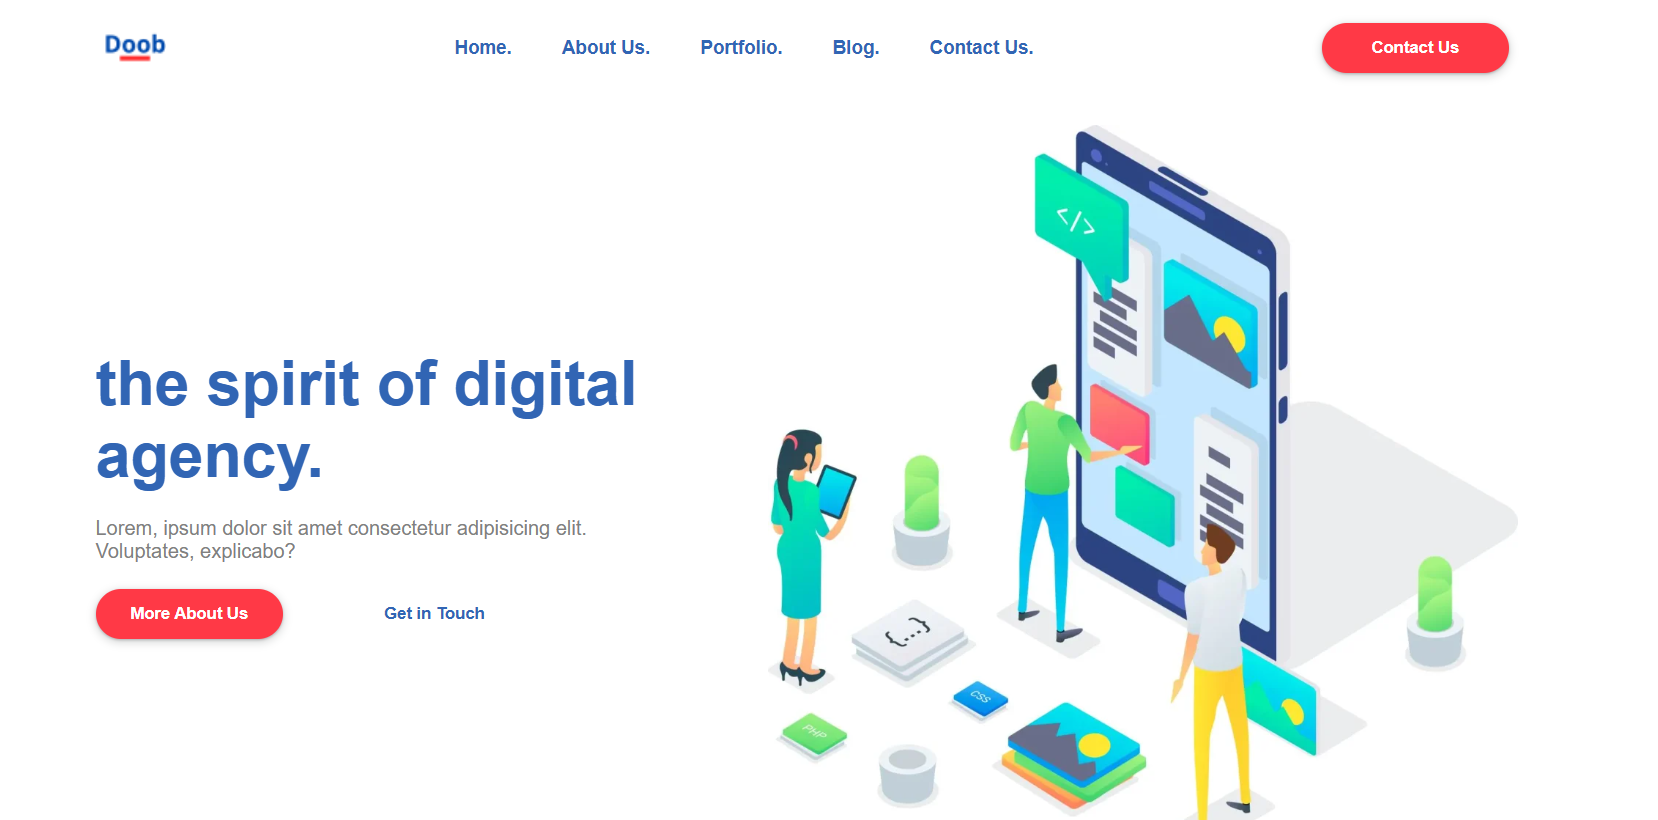 Doob
Home. About Us. Portfolio. Blog. Contact Us.
Contact Us
</>
the spirit of digital
agency.
Lorem, ipsum dolor sit amet consectetur adipisicing elit.
Voluptates, explicabo?
More About Us
Get in Touch
{...}
CSS
PHP